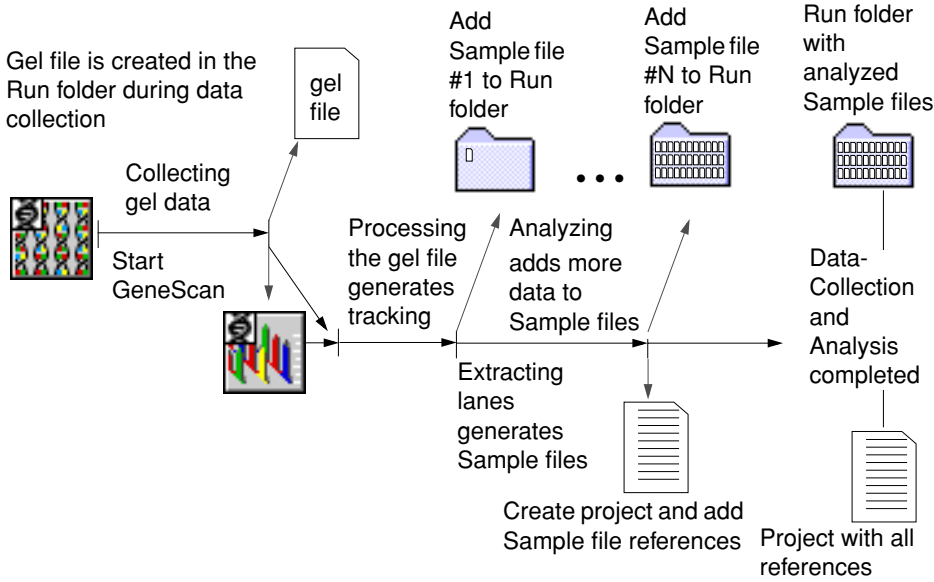 Gel file is created in the
Run folder during data
collection
gel
file
Add
Sample file
#1 to Run
folder
Add
Sample file
#N to Run
folder
Run folder
with
analyzed
Sample files
Collecting
gel data
Start
GeneScan
Processing
the gel file
generates
tracking
Analyzing
adds more
data to
Sample files
Extracting
lanes
generates
Sample files
Data-
Collection
and
Analysis
completed
Create project and add
Sample file references
Project with all
references